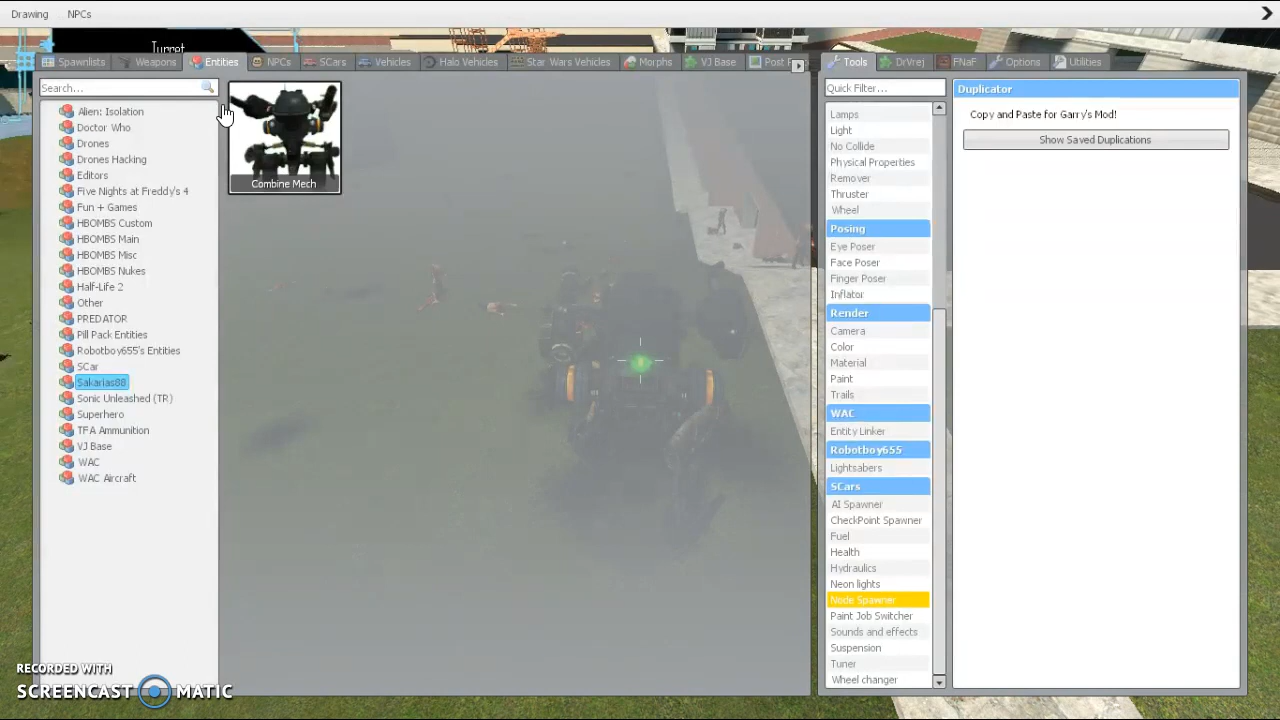 Drawing NPCs
Turret
Spawnlists Weapons Entities NPCs SCars Vehicles Halo Vehicles Star Wars Vehicles Morphs VJ Base Post
Tools DrVrej FNaF Options Utilities
Search...
Alien: Isolation
Doctor Who
Drones
Drones Hacking
Editors
Five Nights at Freddy's 4
Fun + Games
HBOMBS Custom
HBOMBS Main
HBOMBS Misc
HBOMBS Nukes
Half-Life 2
Other
PREDATOR
Pill Pack Entities
Robotboy655's Entities
SCar
Sakarias88
Sonic Unleashed (TR)
Superhero
TFA Ammunition
VJ Base
WAC
WAC Aircraft
Combine Mech
Quick Filter...
Lamps
Light
No Collide
Physical Properties
Remover
Thruster
Wheel
Posing
Eye Poser
Face Poser
Finger Poser
Inflator
Render
Camera
Color
Material
Paint
Trails
WAC
Entity Linker
Robotboy655
Lightsabers
SCars
AI Spawner
CheckPoint Spawner
Fuel
Health
Hydraulics
Neon lights
Node Spawner
Paint Job Switcher
Sounds and effects
Suspension
Tuner
Wheel changer
Duplicator
Copy and Paste for Garry's Mod!
Show Saved Duplications
RECORDED WITH
SCREENCAST MATIC